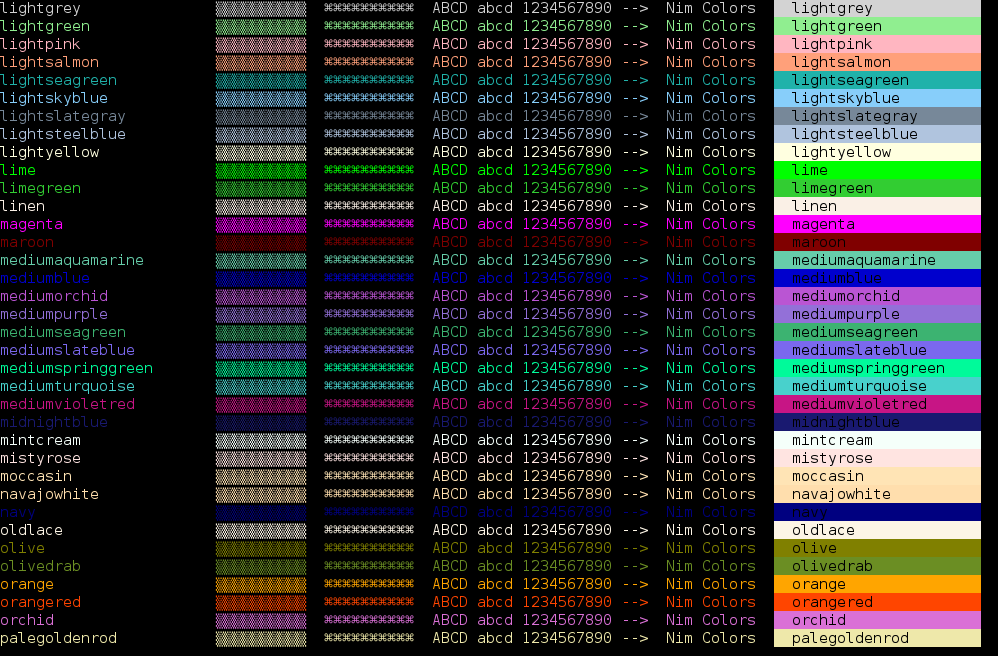 lightgrey ▒▒▒▒▒▒▒▒▒▒ ⌘⌘⌘⌘⌘⌘⌘⌘⌘⌘ ABCD abcd 1234567890 --> Nim Colors lightgrey
lightgreen ▒▒▒▒▒▒▒▒▒▒ ⌘⌘⌘⌘⌘⌘⌘⌘⌘⌘ ABCD abcd 1234567890 --> Nim Colors lightgreen
lightpink ▒▒▒▒▒▒▒▒▒▒ ⌘⌘⌘⌘⌘⌘⌘⌘⌘⌘ ABCD abcd 1234567890 --> Nim Colors lightpink
lightsalmon ▒▒▒▒▒▒▒▒▒▒ ⌘⌘⌘⌘⌘⌘⌘⌘⌘⌘ ABCD abcd 1234567890 --> Nim Colors lightsalmon
lightseagreen ▒▒▒▒▒▒▒▒▒▒ ⌘⌘⌘⌘⌘⌘⌘⌘⌘⌘ ABCD abcd 1234567890 --> Nim Colors lightseagreen
lightskyblue ▒▒▒▒▒▒▒▒▒▒ ⌘⌘⌘⌘⌘⌘⌘⌘⌘⌘ ABCD abcd 1234567890 --> Nim Colors lightskyblue
lightslategray ▒▒▒▒▒▒▒▒▒▒ ⌘⌘⌘⌘⌘⌘⌘⌘⌘⌘ ABCD abcd 1234567890 --> Nim Colors lightslategray
lightsteelblue ▒▒▒▒▒▒▒▒▒▒ ⌘⌘⌘⌘⌘⌘⌘⌘⌘⌘ ABCD abcd 1234567890 --> Nim Colors lightsteelblue
lightyellow ▒▒▒▒▒▒▒▒▒▒ ⌘⌘⌘⌘⌘⌘⌘⌘⌘⌘ ABCD abcd 1234567890 --> Nim Colors lightyellow
lime ▒▒▒▒▒▒▒▒▒▒ ⌘⌘⌘⌘⌘⌘⌘⌘⌘⌘ ABCD abcd 1234567890 --> Nim Colors lime
limegreen ▒▒▒▒▒▒▒▒▒▒ ⌘⌘⌘⌘⌘⌘⌘⌘⌘⌘ ABCD abcd 1234567890 --> Nim Colors limegreen
linen ▒▒▒▒▒▒▒▒▒▒ ⌘⌘⌘⌘⌘⌘⌘⌘⌘⌘ ABCD abcd 1234567890 --> Nim Colors linen
magenta ▒▒▒▒▒▒▒▒▒▒ ⌘⌘⌘⌘⌘⌘⌘⌘⌘⌘ ABCD abcd 1234567890 --> Nim Colors magenta
maroon ▒▒▒▒▒▒▒▒▒▒ ⌘⌘⌘⌘⌘⌘⌘⌘⌘⌘ ABCD abcd 1234567890 --> Nim Colors maroon
mediumaquamarine ▒▒▒▒▒▒▒▒▒▒ ⌘⌘⌘⌘⌘⌘⌘⌘⌘⌘ ABCD abcd 1234567890 --> Nim Colors mediumaquamarine
mediumblue ▒▒▒▒▒▒▒▒▒▒ ⌘⌘⌘⌘⌘⌘⌘⌘⌘⌘ ABCD abcd 1234567890 --> Nim Colors mediumblue
mediumorchid ▒▒▒▒▒▒▒▒▒▒ ⌘⌘⌘⌘⌘⌘⌘⌘⌘⌘ ABCD abcd 1234567890 --> Nim Colors mediumorchid
mediumpurple ▒▒▒▒▒▒▒▒▒▒ ⌘⌘⌘⌘⌘⌘⌘⌘⌘⌘ ABCD abcd 1234567890 --> Nim Colors mediumpurple
mediumseagreen ▒▒▒▒▒▒▒▒▒▒ ⌘⌘⌘⌘⌘⌘⌘⌘⌘⌘ ABCD abcd 1234567890 --> Nim Colors mediumseagreen
mediumslateblue ▒▒▒▒▒▒▒▒▒▒ ⌘⌘⌘⌘⌘⌘⌘⌘⌘⌘ ABCD abcd 1234567890 --> Nim Colors mediumslateblue
mediumspringgreen ▒▒▒▒▒▒▒▒▒▒ ⌘⌘⌘⌘⌘⌘⌘⌘⌘⌘ ABCD abcd 1234567890 --> Nim Colors mediumspringgreen
mediumturquoise ▒▒▒▒▒▒▒▒▒▒ ⌘⌘⌘⌘⌘⌘⌘⌘⌘⌘ ABCD abcd 1234567890 --> Nim Colors mediumturquoise
mediumvioletred ▒▒▒▒▒▒▒▒▒▒ ⌘⌘⌘⌘⌘⌘⌘⌘⌘⌘ ABCD abcd 1234567890 --> Nim Colors mediumvioletred
midnightblue ▒▒▒▒▒▒▒▒▒▒ ⌘⌘⌘⌘⌘⌘⌘⌘⌘⌘ ABCD abcd 1234567890 --> Nim Colors midnightblue
mintcream ▒▒▒▒▒▒▒▒▒▒ ⌘⌘⌘⌘⌘⌘⌘⌘⌘⌘ ABCD abcd 1234567890 --> Nim Colors mintcream
mistyrose ▒▒▒▒▒▒▒▒▒▒ ⌘⌘⌘⌘⌘⌘⌘⌘⌘⌘ ABCD abcd 1234567890 --> Nim Colors mistyrose
moccasin ▒▒▒▒▒▒▒▒▒▒ ⌘⌘⌘⌘⌘⌘⌘⌘⌘⌘ ABCD abcd 1234567890 --> Nim Colors moccasin
navajowhite ▒▒▒▒▒▒▒▒▒▒ ⌘⌘⌘⌘⌘⌘⌘⌘⌘⌘ ABCD abcd 1234567890 --> Nim Colors navajowhite
navy ▒▒▒▒▒▒▒▒▒▒ ⌘⌘⌘⌘⌘⌘⌘⌘⌘⌘ ABCD abcd 1234567890 --> Nim Colors navy
oldlace ▒▒▒▒▒▒▒▒▒▒ ⌘⌘⌘⌘⌘⌘⌘⌘⌘⌘ ABCD abcd 1234567890 --> Nim Colors oldlace
olive ▒▒▒▒▒▒▒▒▒▒ ⌘⌘⌘⌘⌘⌘⌘⌘⌘⌘ ABCD abcd 1234567890 --> Nim Colors olive
olivedrab ▒▒▒▒▒▒▒▒▒▒ ⌘⌘⌘⌘⌘⌘⌘⌘⌘⌘ ABCD abcd 1234567890 --> Nim Colors olivedrab
orange ▒▒▒▒▒▒▒▒▒▒ ⌘⌘⌘⌘⌘⌘⌘⌘⌘⌘ ABCD abcd 1234567890 --> Nim Colors orange
orangered ▒▒▒▒▒▒▒▒▒▒ ⌘⌘⌘⌘⌘⌘⌘⌘⌘⌘ ABCD abcd 1234567890 --> Nim Colors orangered
orchid ▒▒▒▒▒▒▒▒▒▒ ⌘⌘⌘⌘⌘⌘⌘⌘⌘⌘ ABCD abcd 1234567890 --> Nim Colors orchid
palegoldenrod ▒▒▒▒▒▒▒▒▒▒ ⌘⌘⌘⌘⌘⌘⌘⌘⌘⌘ ABCD abcd 1234567890 --> Nim Colors palegoldenrod